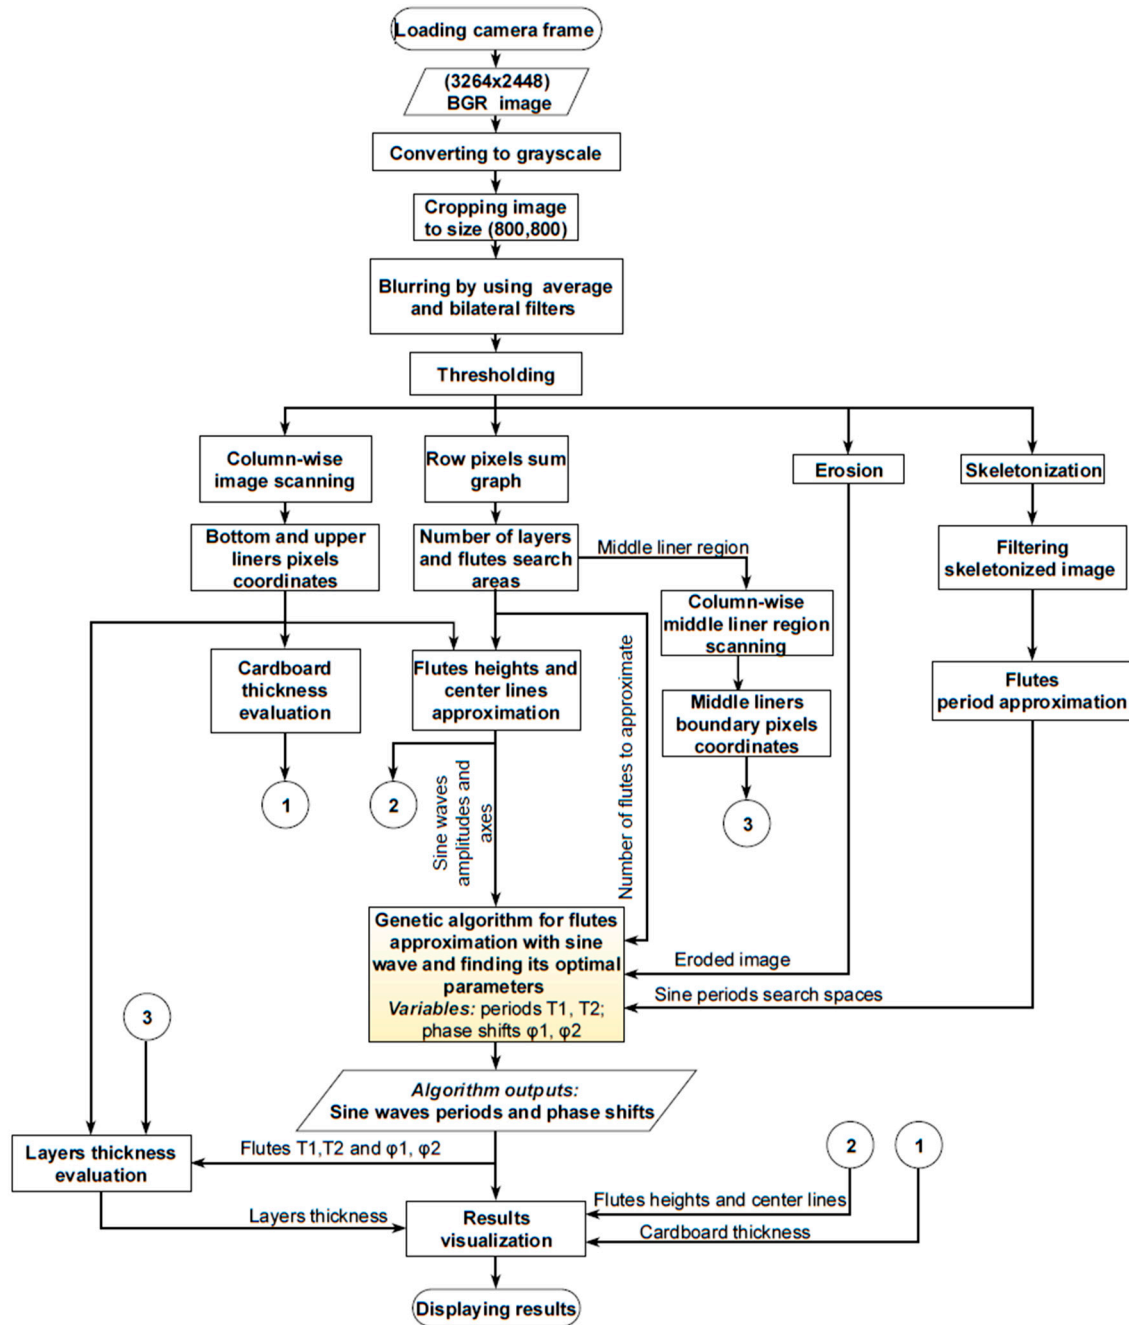 Loading camera frame
(3264x2448)
BGR image
Converting to grayscale
Cropping image
to size (800,800)
Blurring by using average
and bilateral filters
Thresholding
Column-wise
image scanning
Row pixels sum
graph
Erosion
Skeletonization
Bottom and upper
liners pixels
coordinates
Number of layers
and flutes search
areas
Middle liner region
Filtering
skeletonized image
Column-wise
middle liner region
scanning
Cardboard
thickness
evaluation
Flutes heights and
center lines
approximation
Number of flutes to approximate
Middle liners
boundary pixels
coordinates
Flutes
period approximation
1
2
Sine waves
amplitudes and
axes
3
Genetic algorithm for flutes
approximation with sine
wave and finding its optimal
parameters
Variables: periods T1, T2;
phase shifts φ1, φ2
Eroded image
Sine periods search spaces
3
Algorithm outputs:
Sine waves periods and phase shifts
Layers thickness
evaluation
Flutes T1,T2 and φ1, φ2
2
1
Layers thickness
Results
visualization
Flutes heights and center lines
Cardboard thickness
Displaying results